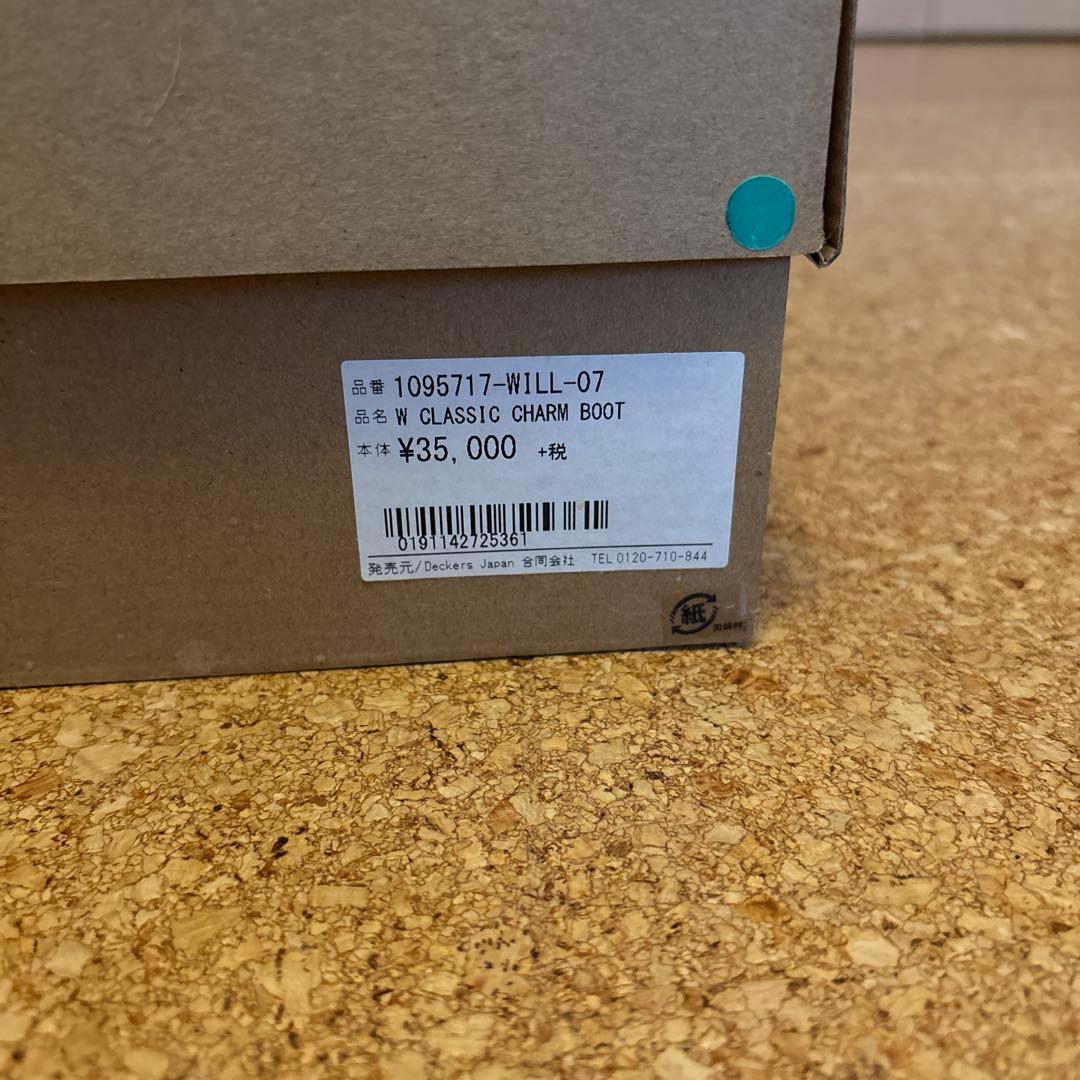 品番 1095717-WILL-07
品名 W CLASSIC CHARM BOOT
本体 ¥35,000 +税
0191142725361
発売元/Deckers Japan 合同会社 TEL 0120-710-844
紙